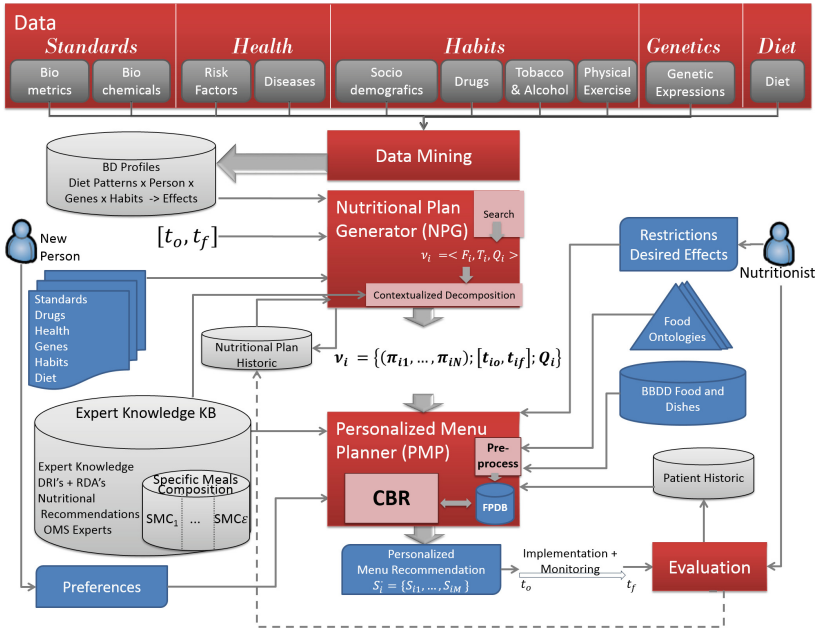 Data
Standards
Health
Habits
Genetics
Diet
Bio
metrics
Bio
chemicals
Risk
Factors
Diseases
Socio
demografics
Drugs
Tobacco
& Alcohol
Physical
Exercise
Genetic
Expressions
Diet
BD Profiles
Diet Patterns x Person x
Genes x Habits -> Effects
Data Mining
New
Person
[t_o, t_f]
Nutritional Plan
Generator (NPG)
Search
ν_i =< F_i, T_i, Q_i >
Contextualized Decomposition
Restrictions
Desired Effects
Nutritionist
Standards
Drugs
Health
Genes
Habits
Diet
Nutritional Plan
Historic
ν_i = {(π_i1, … , π_iN); [t_io, t_if]; Q_i}
Food
Ontologies
BBDD Food and
Dishes
Expert Knowledge KB
Expert Knowledge
DRI's + RDA's
Nutritional
Recommendations
OMS Experts
Specific Meals
Composition
SMC_1 ... SMCε
Personalized Menu
Planner (PMP)
Pre-
process
CBR
FPDB
Patient Historic
Preferences
Personalized
Menu Recommendation
S_i = {S_i1, … , S_iM }
Implementation +
Monitoring
t_o
t_f
Evaluation